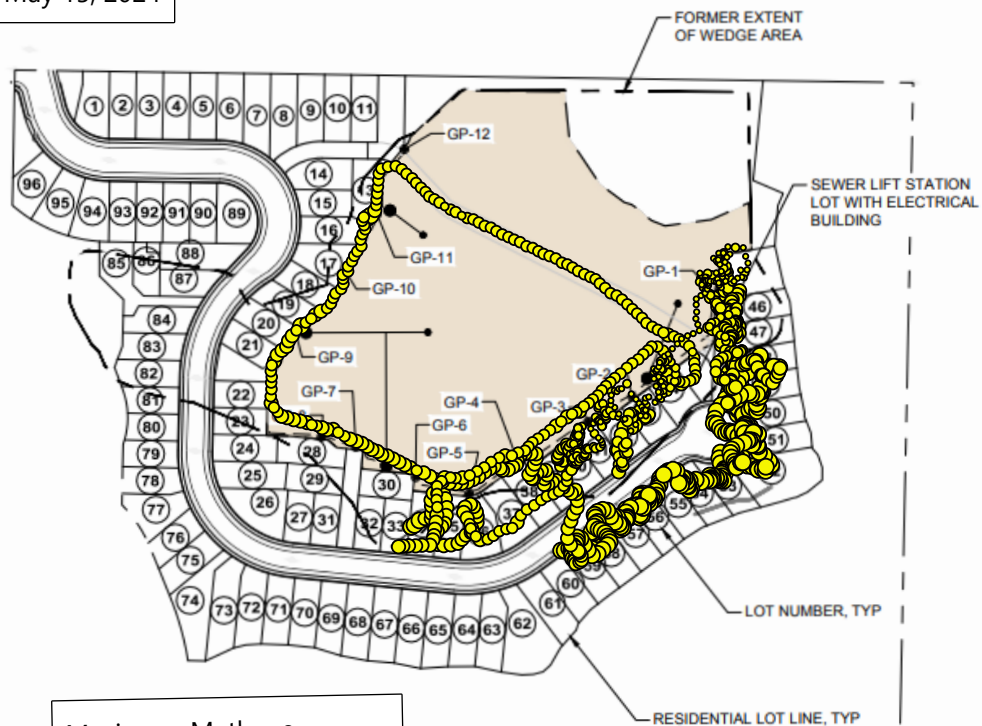 FORMER EXTENT
OF WEDGE AREA
1 2 3 4 5 6 7 8 9 10 11
GP-12
14
SEWER LIFT STATION
LOT WITH ELECTRICAL
BUILDING
96
95 94 93 92 91 90 89
15
16
GP-11
88
85 86 87
17
GP-1
GP-10
18
19
46
47
84
20
83
21
GP-9
82
GP-2
GP-7
22
81
GP-4
GP-3
23
50
80
GP-6
51
24
28
GP-5
79
78
25
29
30
77
26
27 31
32 33
37
55
56
57
76
75
60
74
61
73 72 71 70 69 68 67 66 65 64 63 62
LOT NUMBER, TYP
RESIDENTIAL LOT LINE, TYP